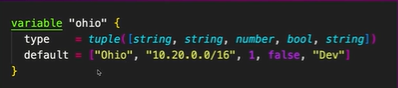 variable "ohio" {
  type    = tuple([string, string, number, bool, string])
  default = ["Ohio", "10.20.0.0/16", 1, false, "Dev"]
}